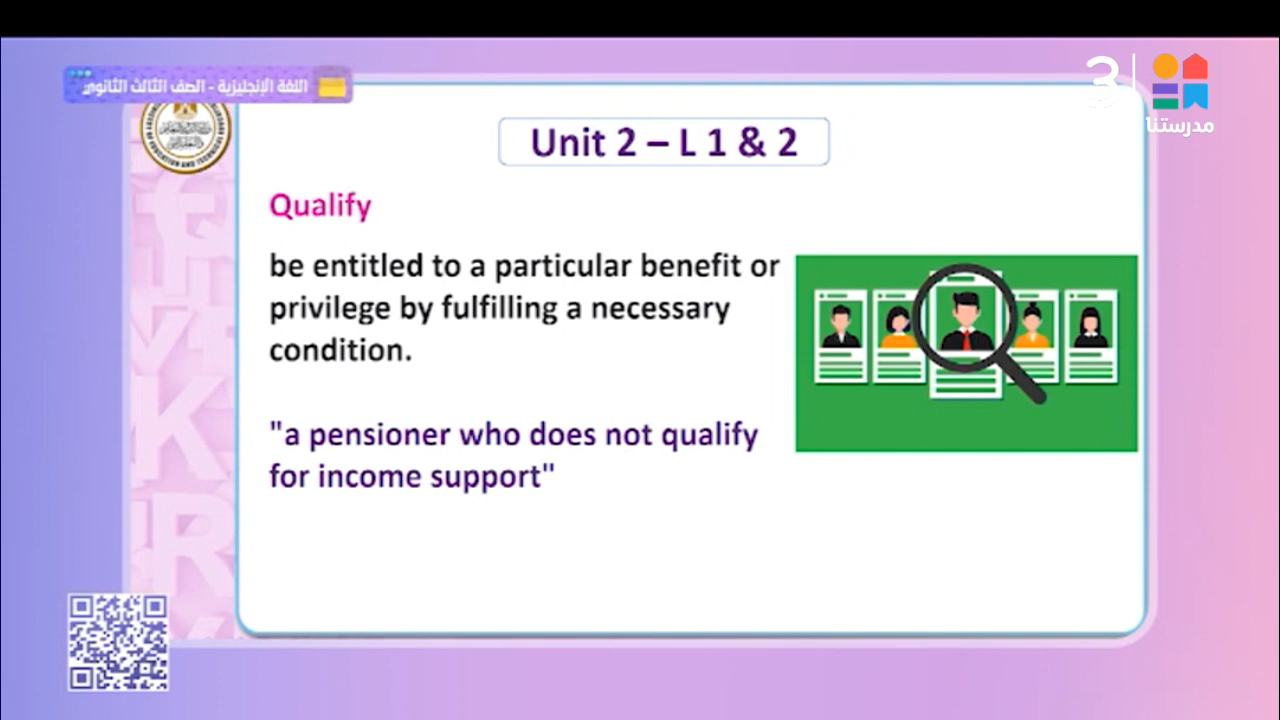 اللغة الإنجليزية - الصف الثالث الثانوي
3
مدرستنا
Unit 2 – L 1 & 2
Qualify
be entitled to a particular benefit or
privilege by fulfilling a necessary
condition.
"a pensioner who does not qualify
for income support"